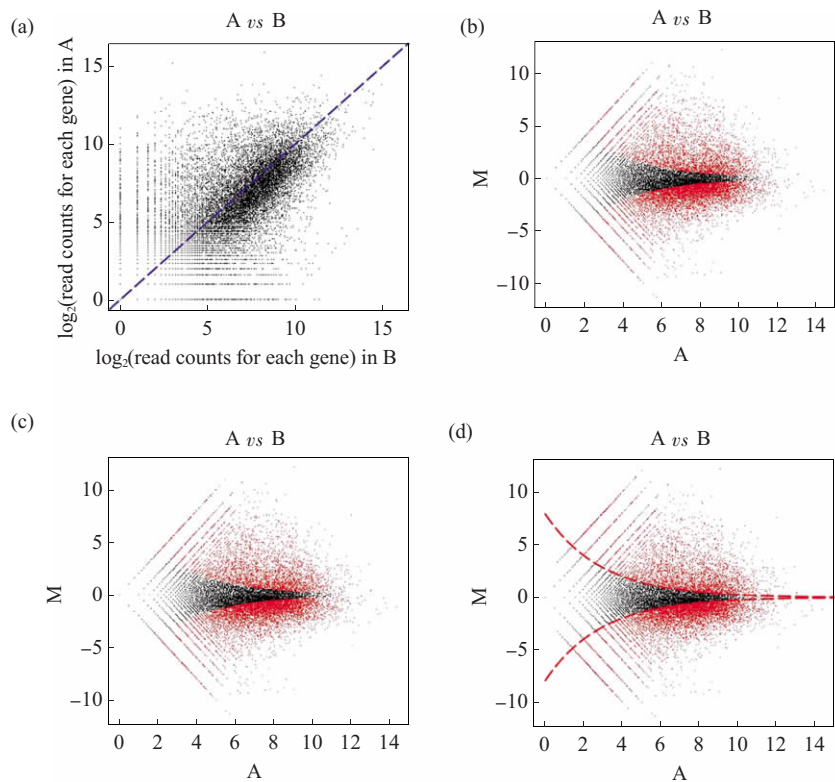 (a)
A vs B
log₂(read counts for each gene) in A
15
10
5
0
0 5 10 15
log₂(read counts for each gene) in B
(b)
A vs B
M
10
5
0
−5
−10
0 2 4 6 8 10 12 14
A
(c)
A vs B
M
10
5
0
−5
−10
0 2 4 6 8 10 12 14
A
(d)
A vs B
M
10
5
0
−5
−10
0 2 4 6 8 10 12 14
A